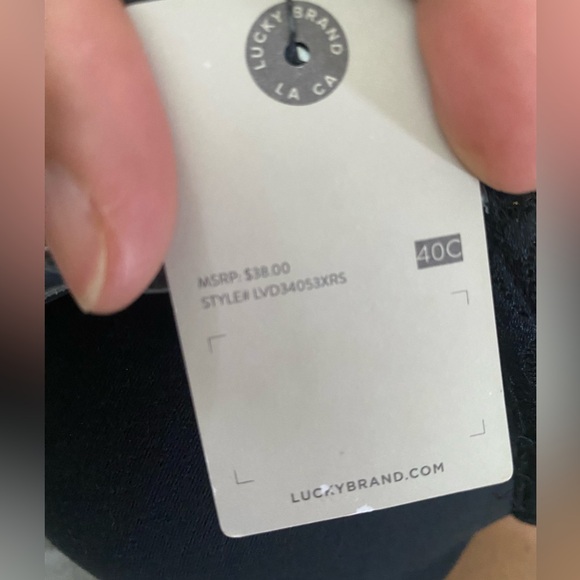 LUCKY BRAND
LA CA
40C
MSRP: $38.00
STYLE# LVD34053XRS
LUCKYBRAND.COM